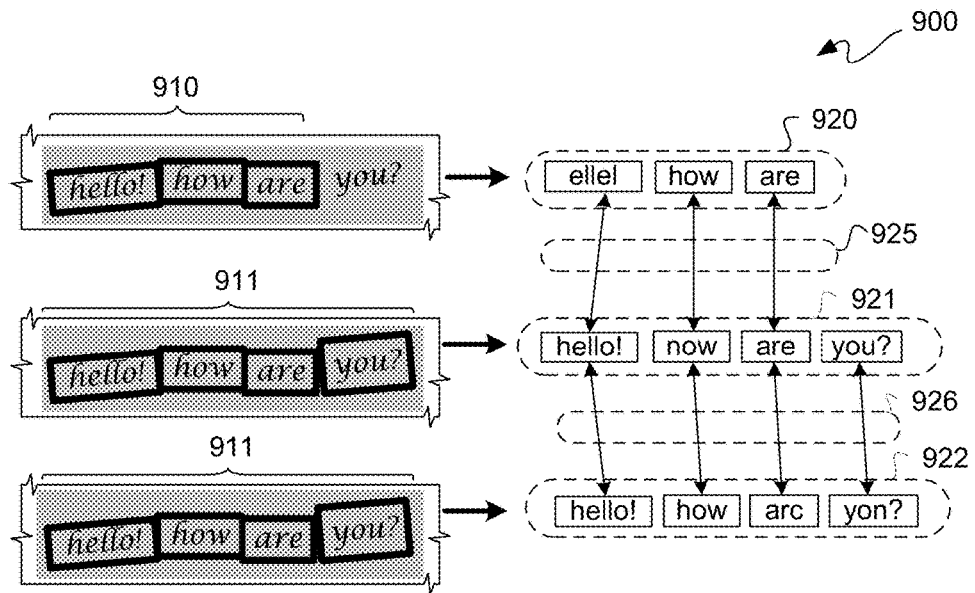 900
910
920
hello! how are you?
ellel how are
925
911
921
hello! how are you?
hello! now are you?
926
911
922
hello! how are you?
hello! how arc yon?